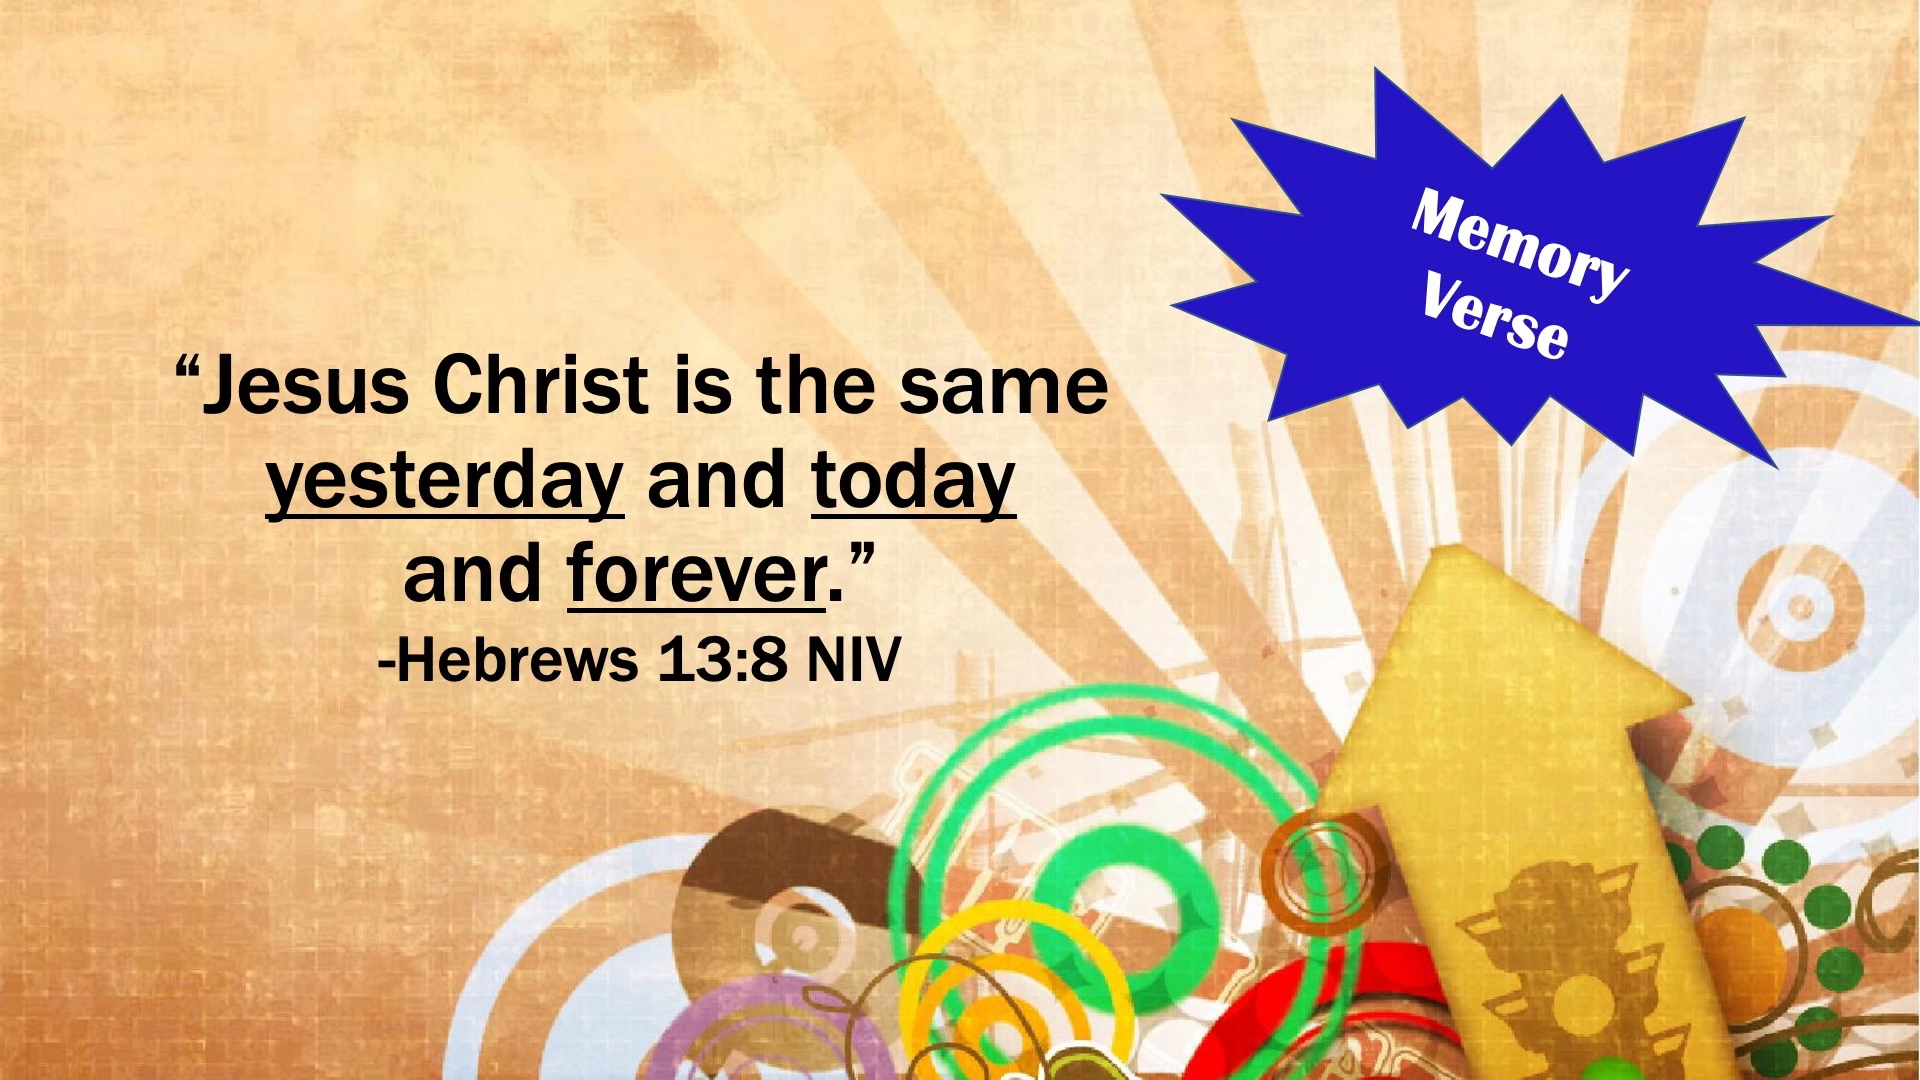 Memory
Verse
“Jesus Christ is the same
yesterday and today
and forever.”
-Hebrews 13:8 NIV